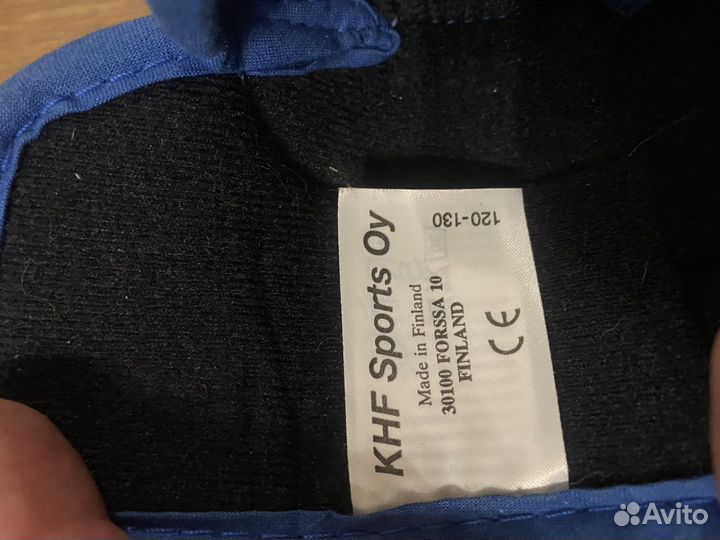 KHF Sports Oy
Made in Finland
30100 FORSSA 10
FINLAND
CE
120-130
Avito